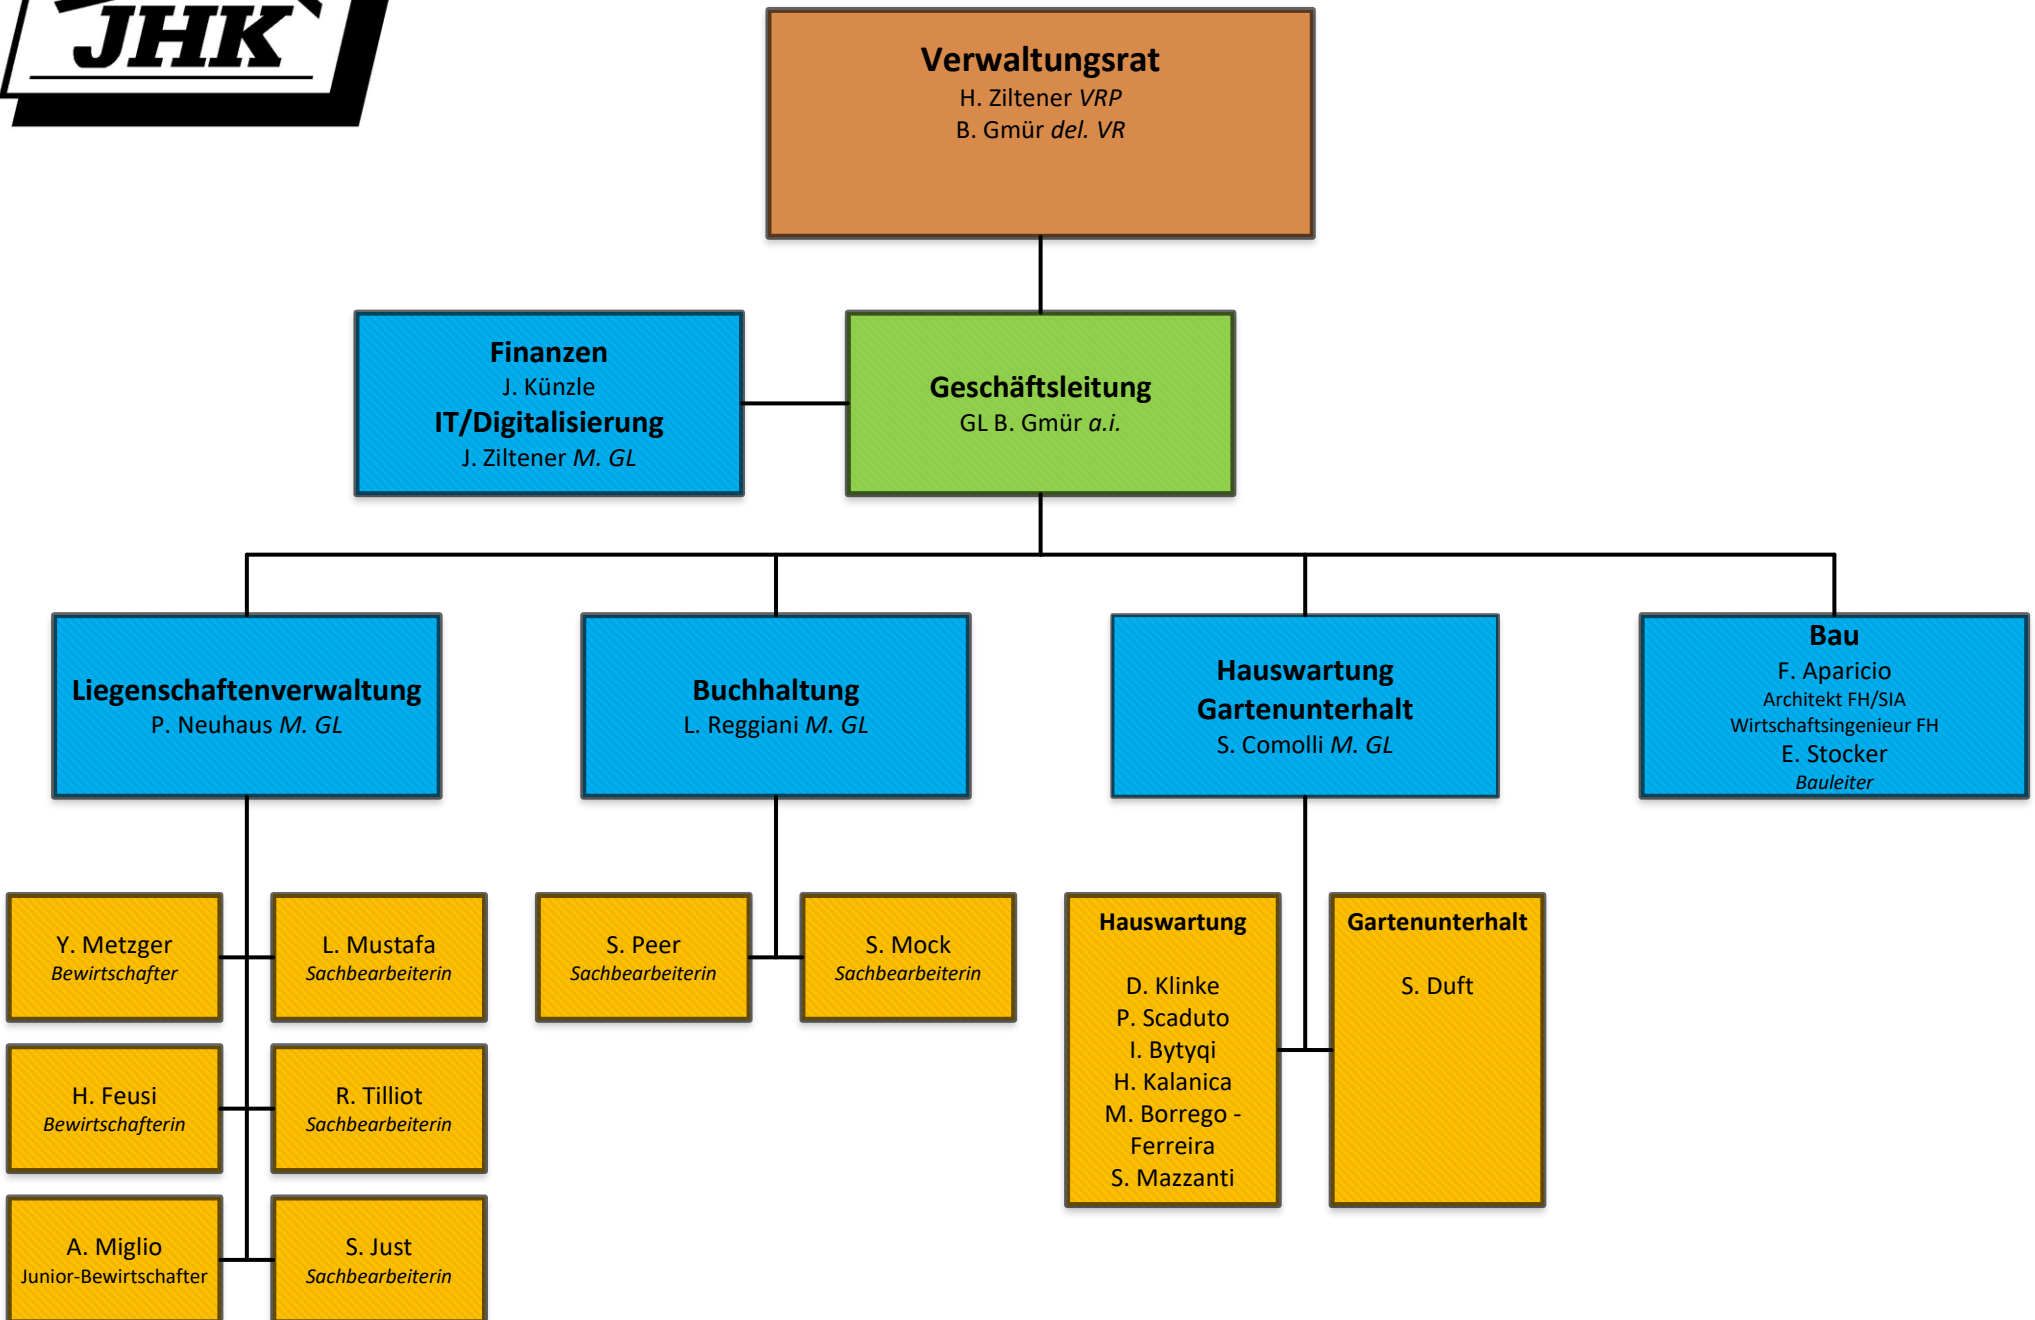 JHK
Verwaltungsrat
H. Ziltener VRP
B. Gmür del. VR
Finanzen
J. Künzle
IT/Digitalisierung
J. Ziltener M. GL
Geschäftsleitung
GL B. Gmür a.i.
Liegenschaftenverwaltung
P. Neuhaus M. GL
Buchhaltung
L. Reggiani M. GL
Hauswartung
Gartenunterhalt
S. Comolli M. GL
Bau
F. Aparicio
Architekt FH/SIA
Wirtschaftsingenieur FH
E. Stocker
Bauleiter
Y. Metzger
Bewirtschafter
L. Mustafa
Sachbearbeiterin
H. Feusi
Bewirtschafterin
R. Tilliot
Sachbearbeiterin
A. Miglio
Junior-Bewirtschafter
S. Just
Sachbearbeiterin
S. Peer
Sachbearbeiterin
S. Mock
Sachbearbeiterin
Hauswartung
D. Klinke
P. Scaduto
I. Bytyqi
H. Kalanica
M. Borrego -
Ferreira
S. Mazzanti
Gartenunterhalt
S. Duft